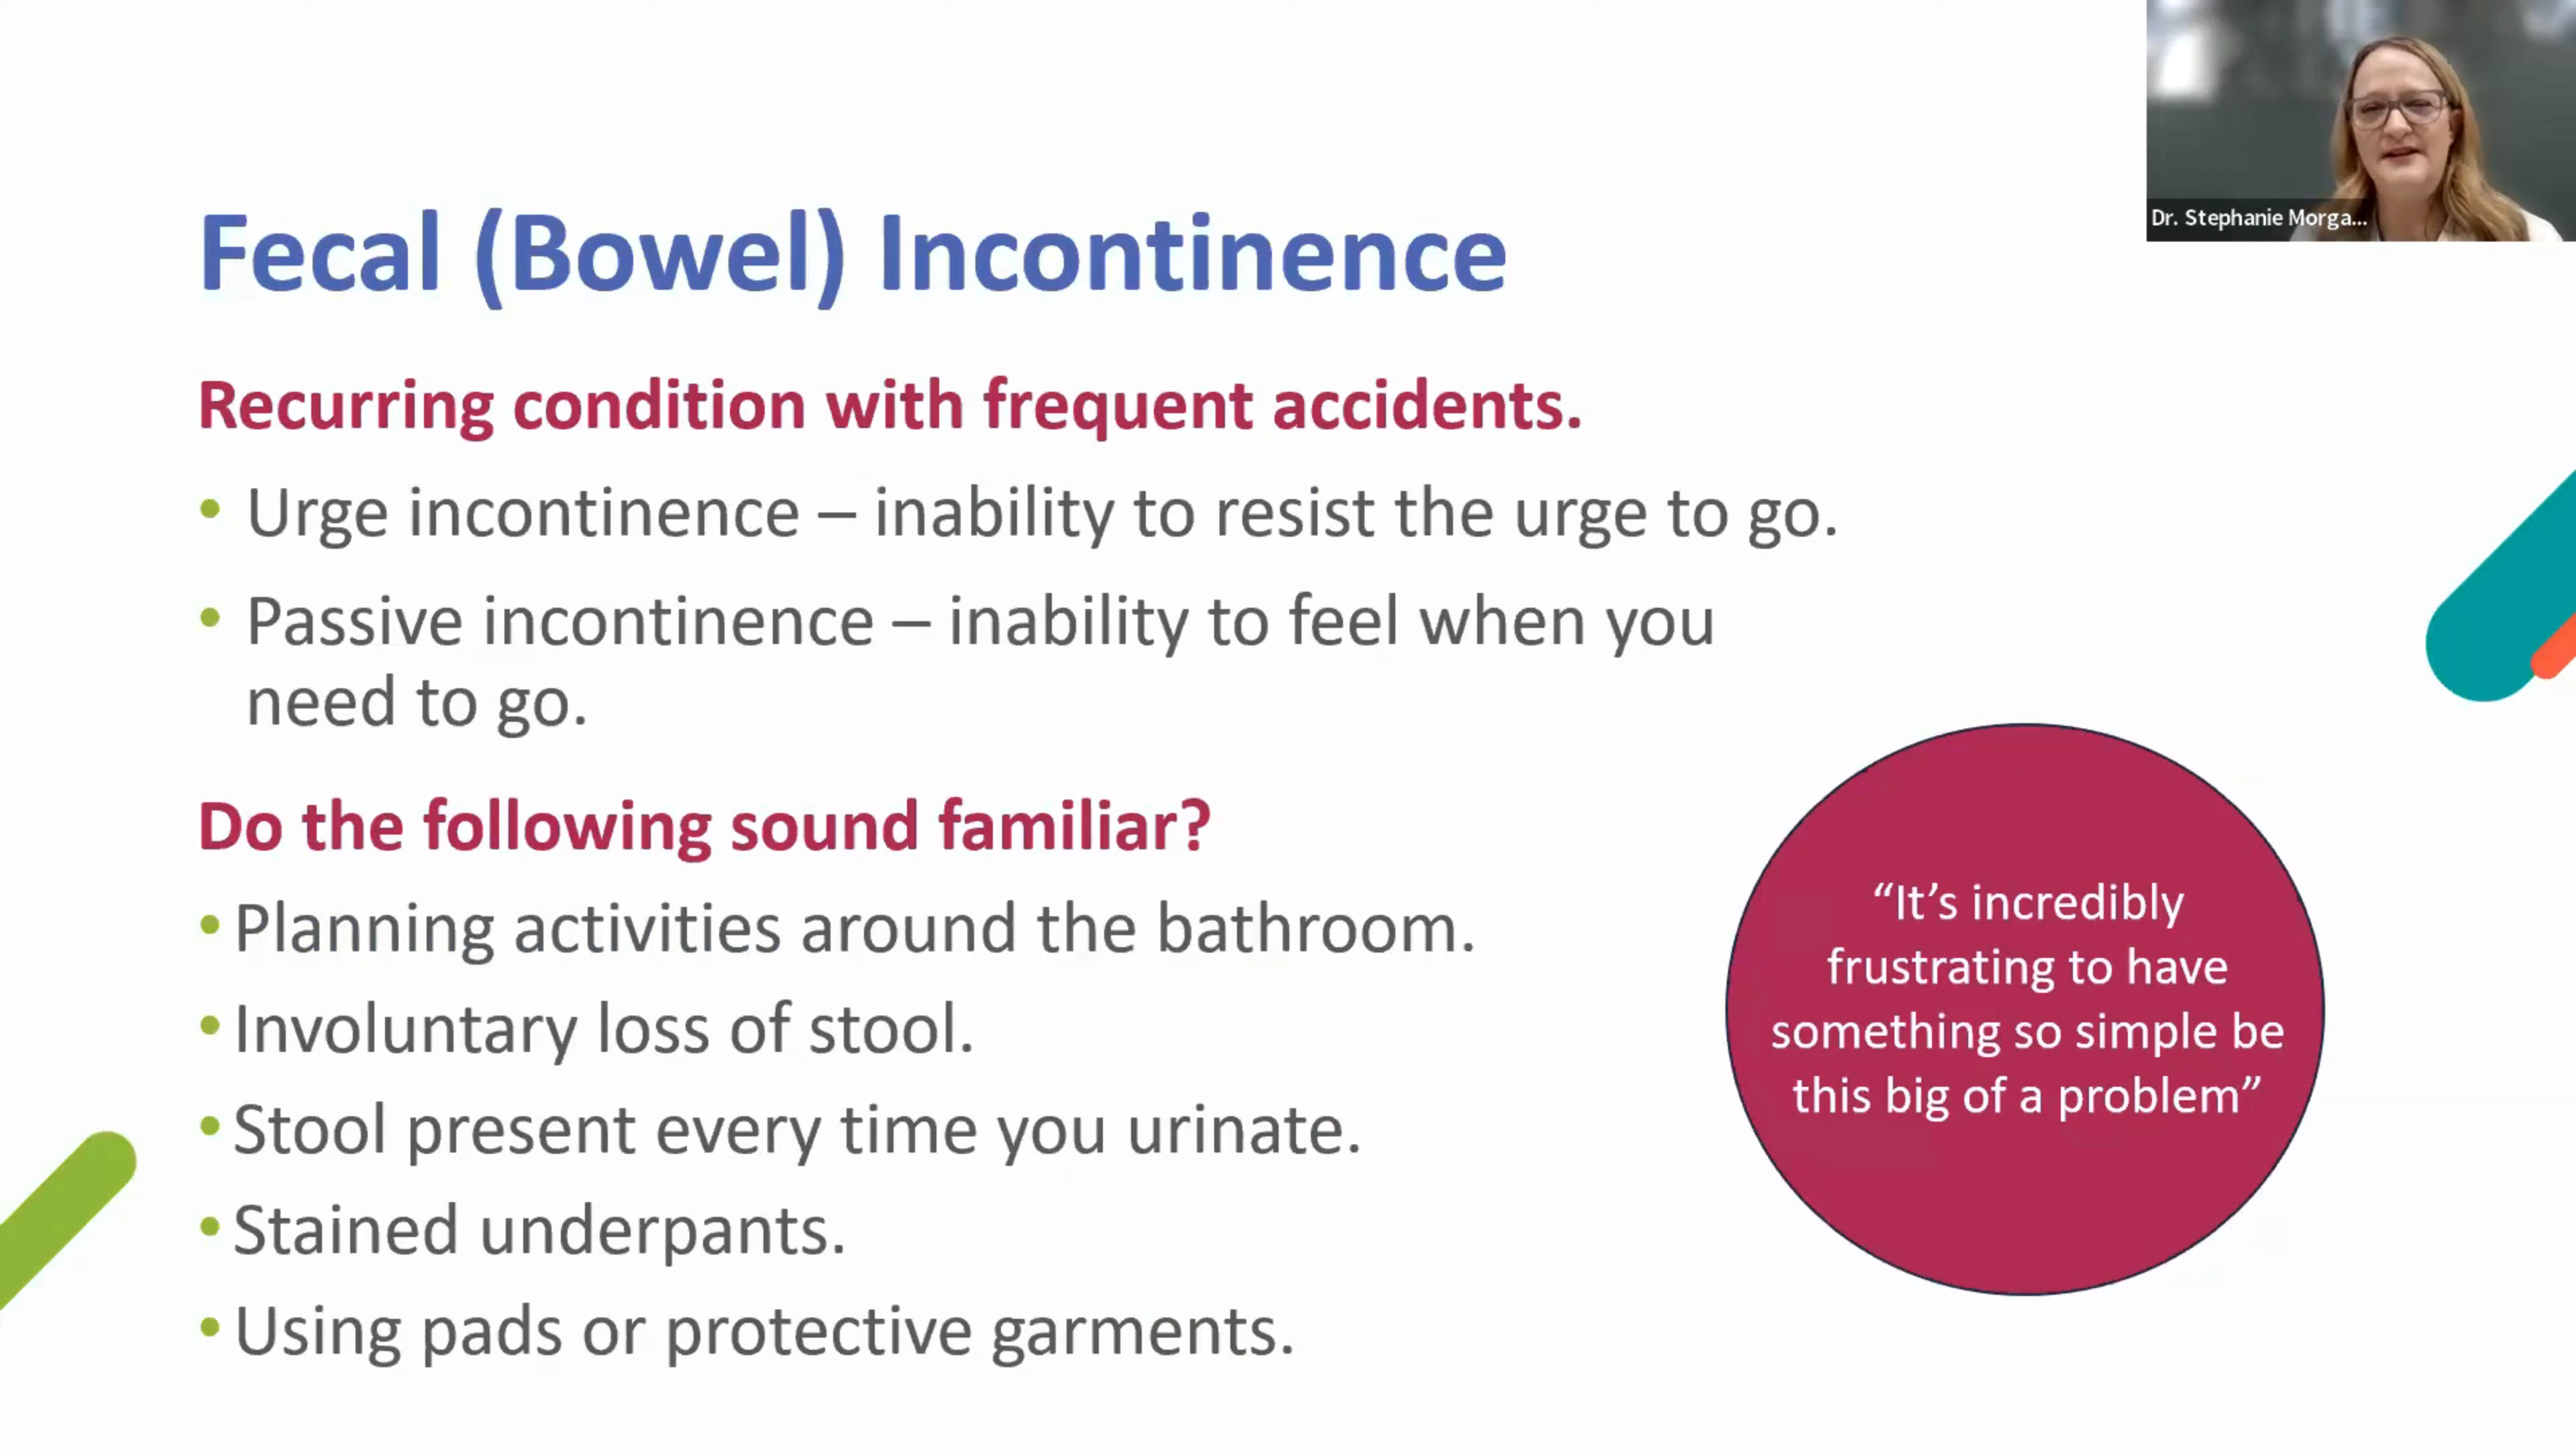 Dr. Stephanie Morga...
Fecal (Bowel) Incontinence
Recurring condition with frequent accidents.
• Urge incontinence – inability to resist the urge to go.
• Passive incontinence – inability to feel when you
need to go.
Do the following sound familiar?
• Planning activities around the bathroom.
• Involuntary loss of stool.
• Stool present every time you urinate.
• Stained underpants.
• Using pads or protective garments.
“It’s incredibly
frustrating to have
something so simple be
this big of a problem”